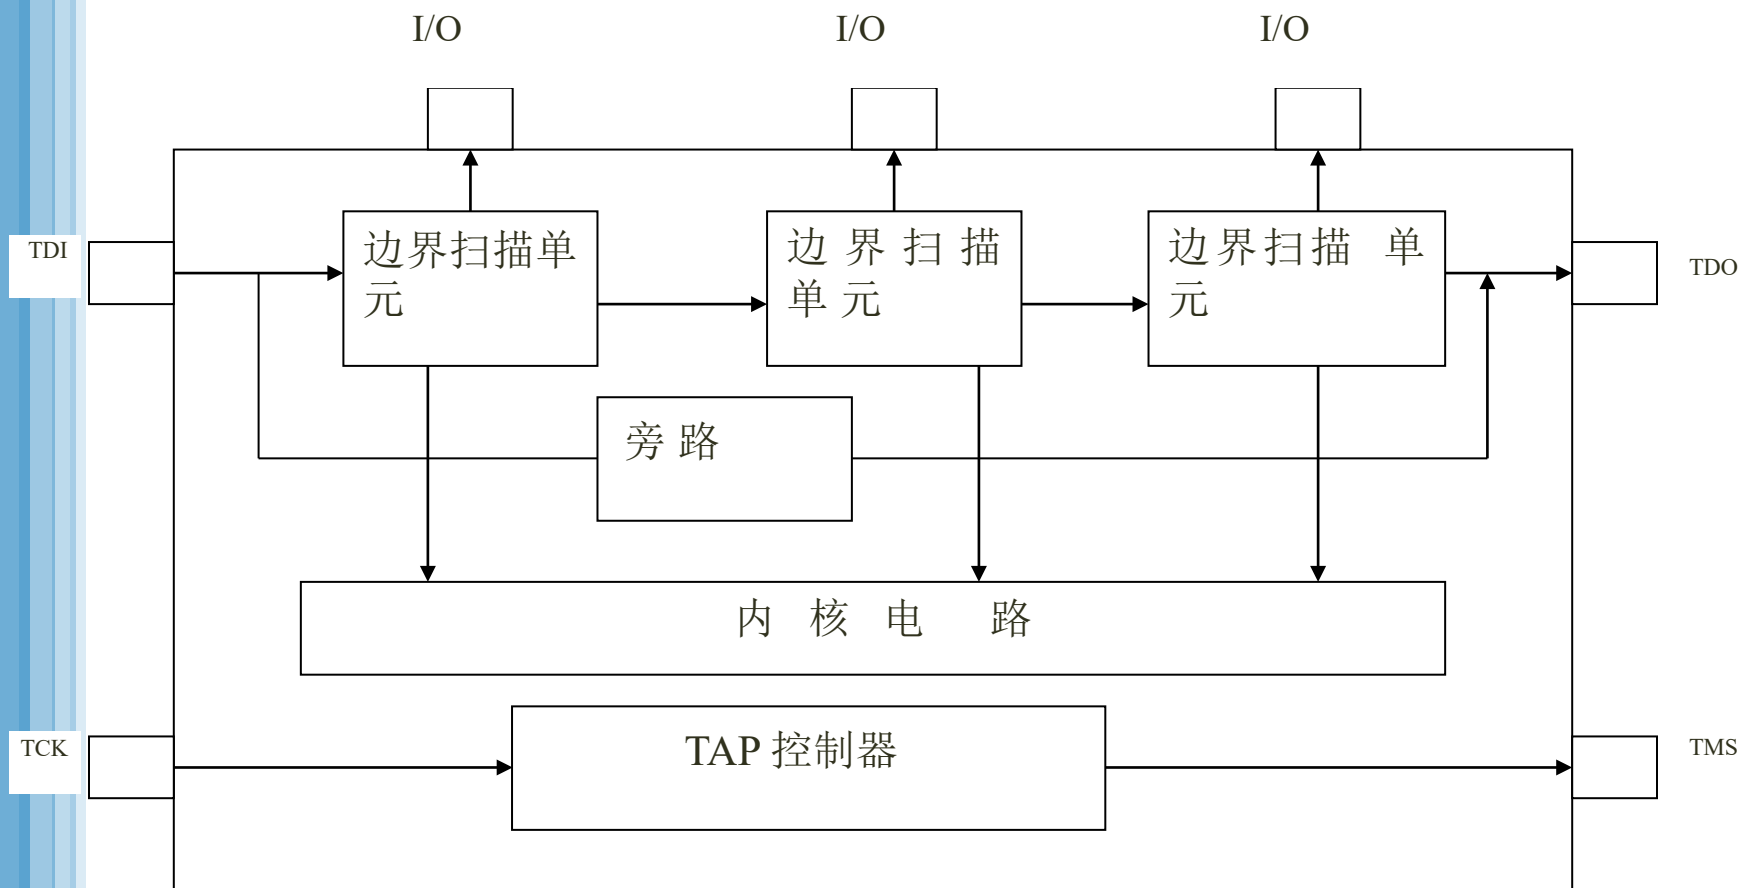 I/O
I/O
I/O
TDI
边界扫描单
元
边 界 扫 描
单 元
边界扫描 单
元
TDO
旁 路
内 核 电 路
TCK
TAP 控制器
TMS